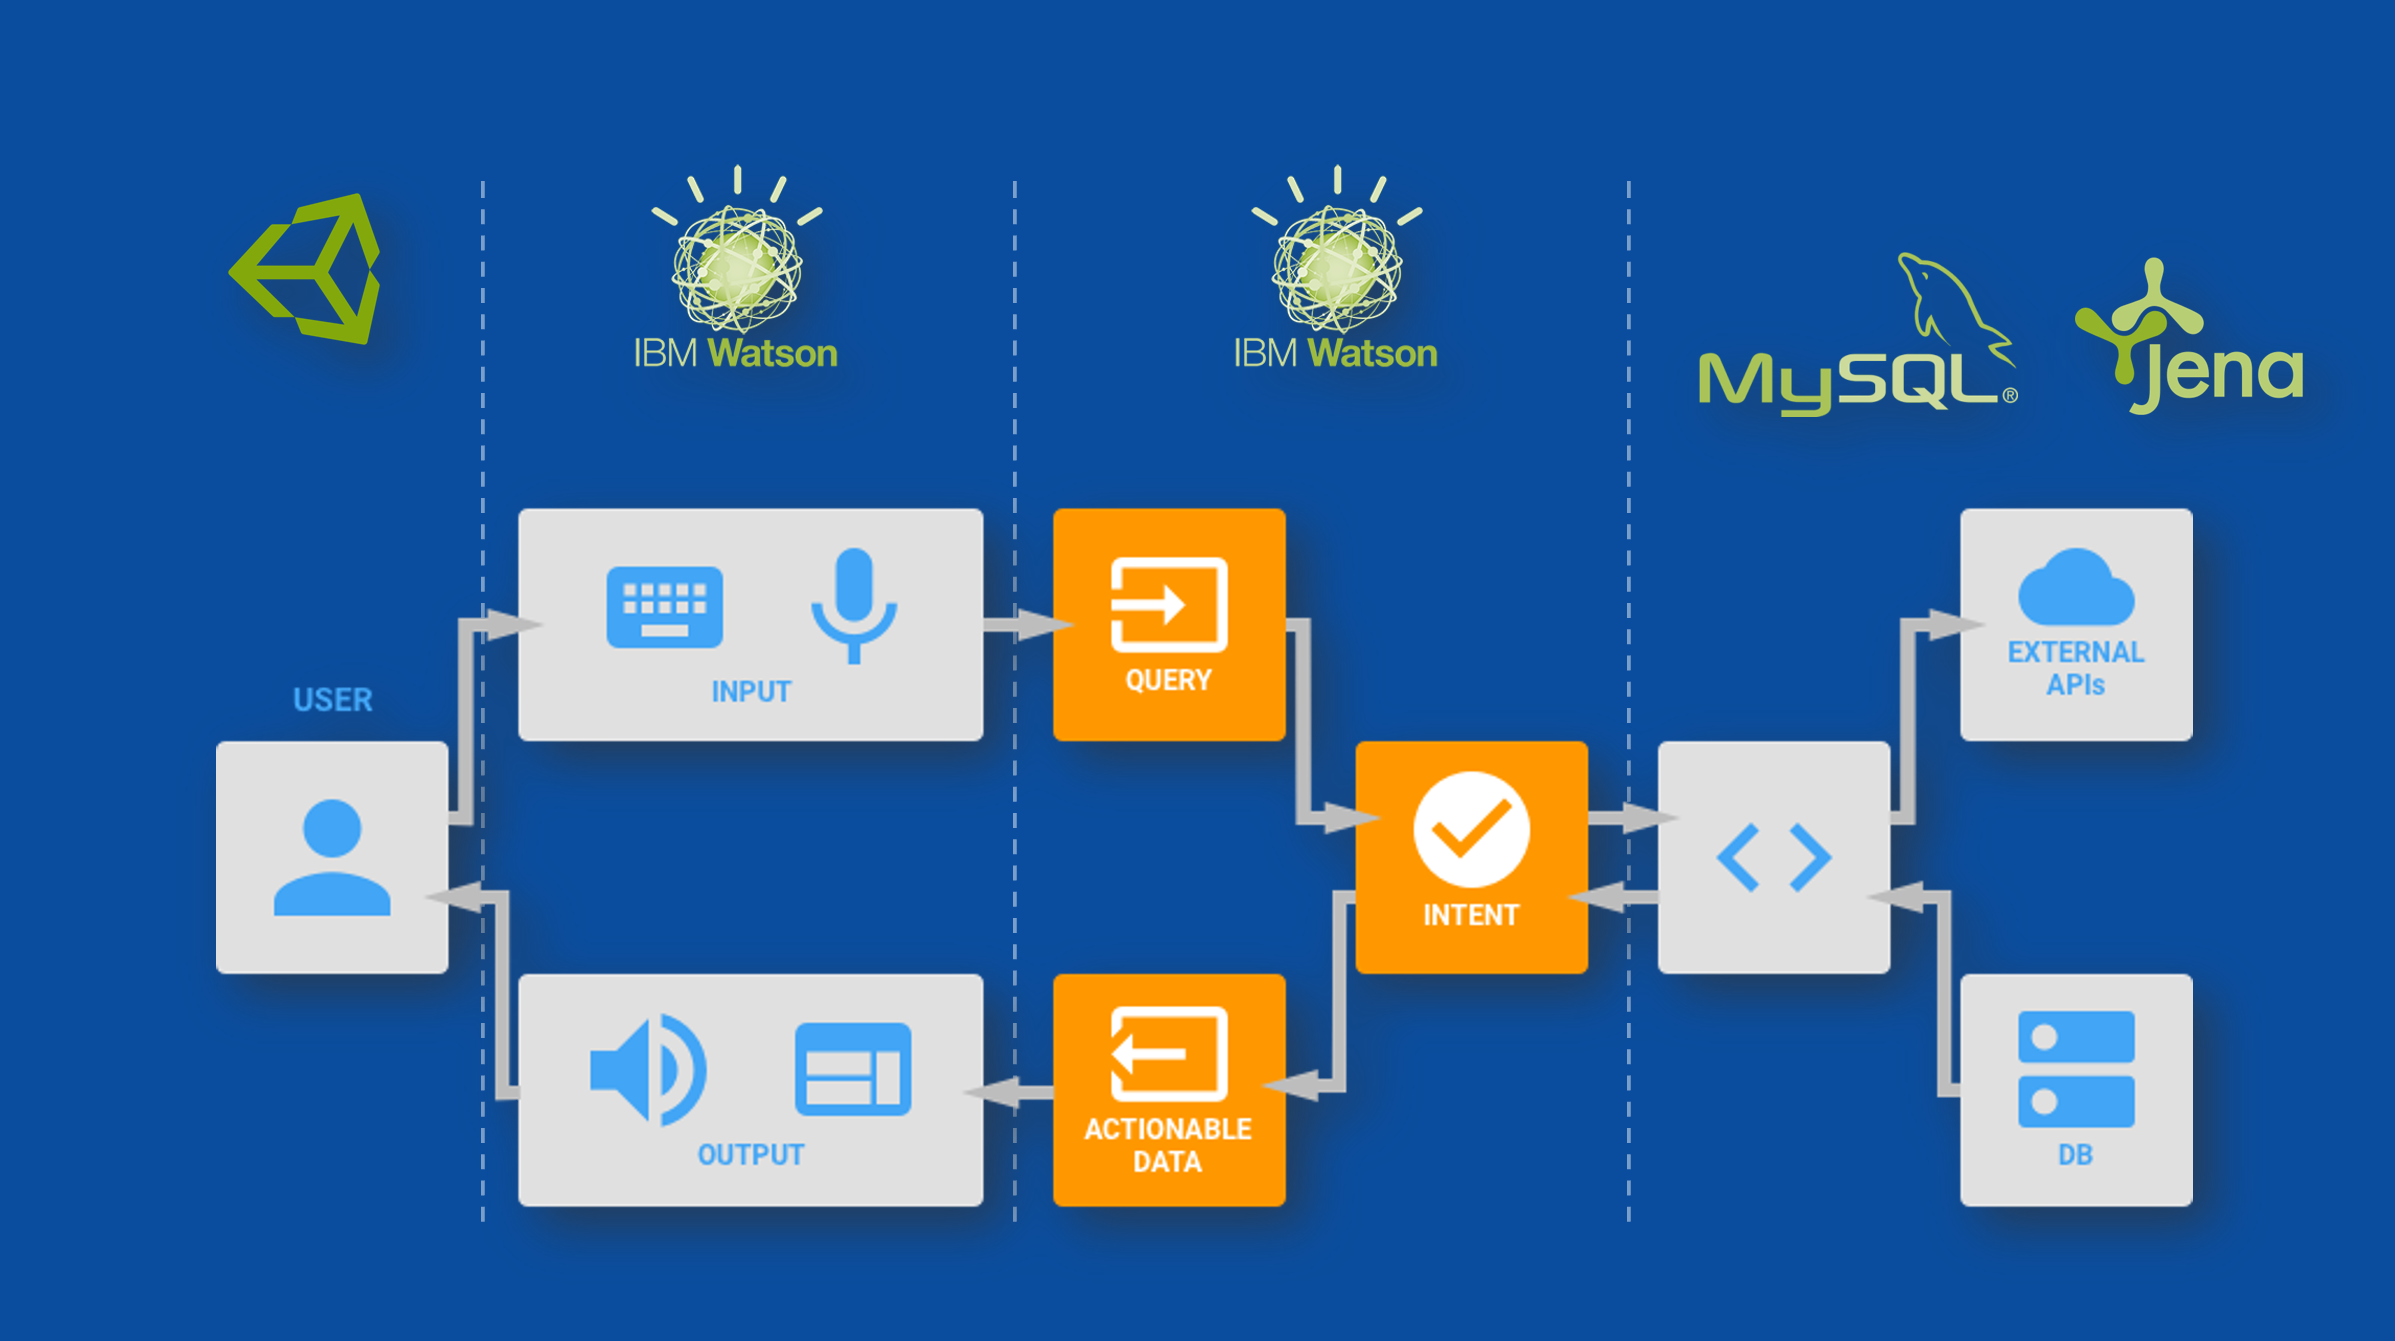 IBM Watson
IBM Watson
MySQL®
Jena
USER
INPUT
QUERY
EXTERNAL
APIs
INTENT
OUTPUT
ACTIONABLE
DATA
DB